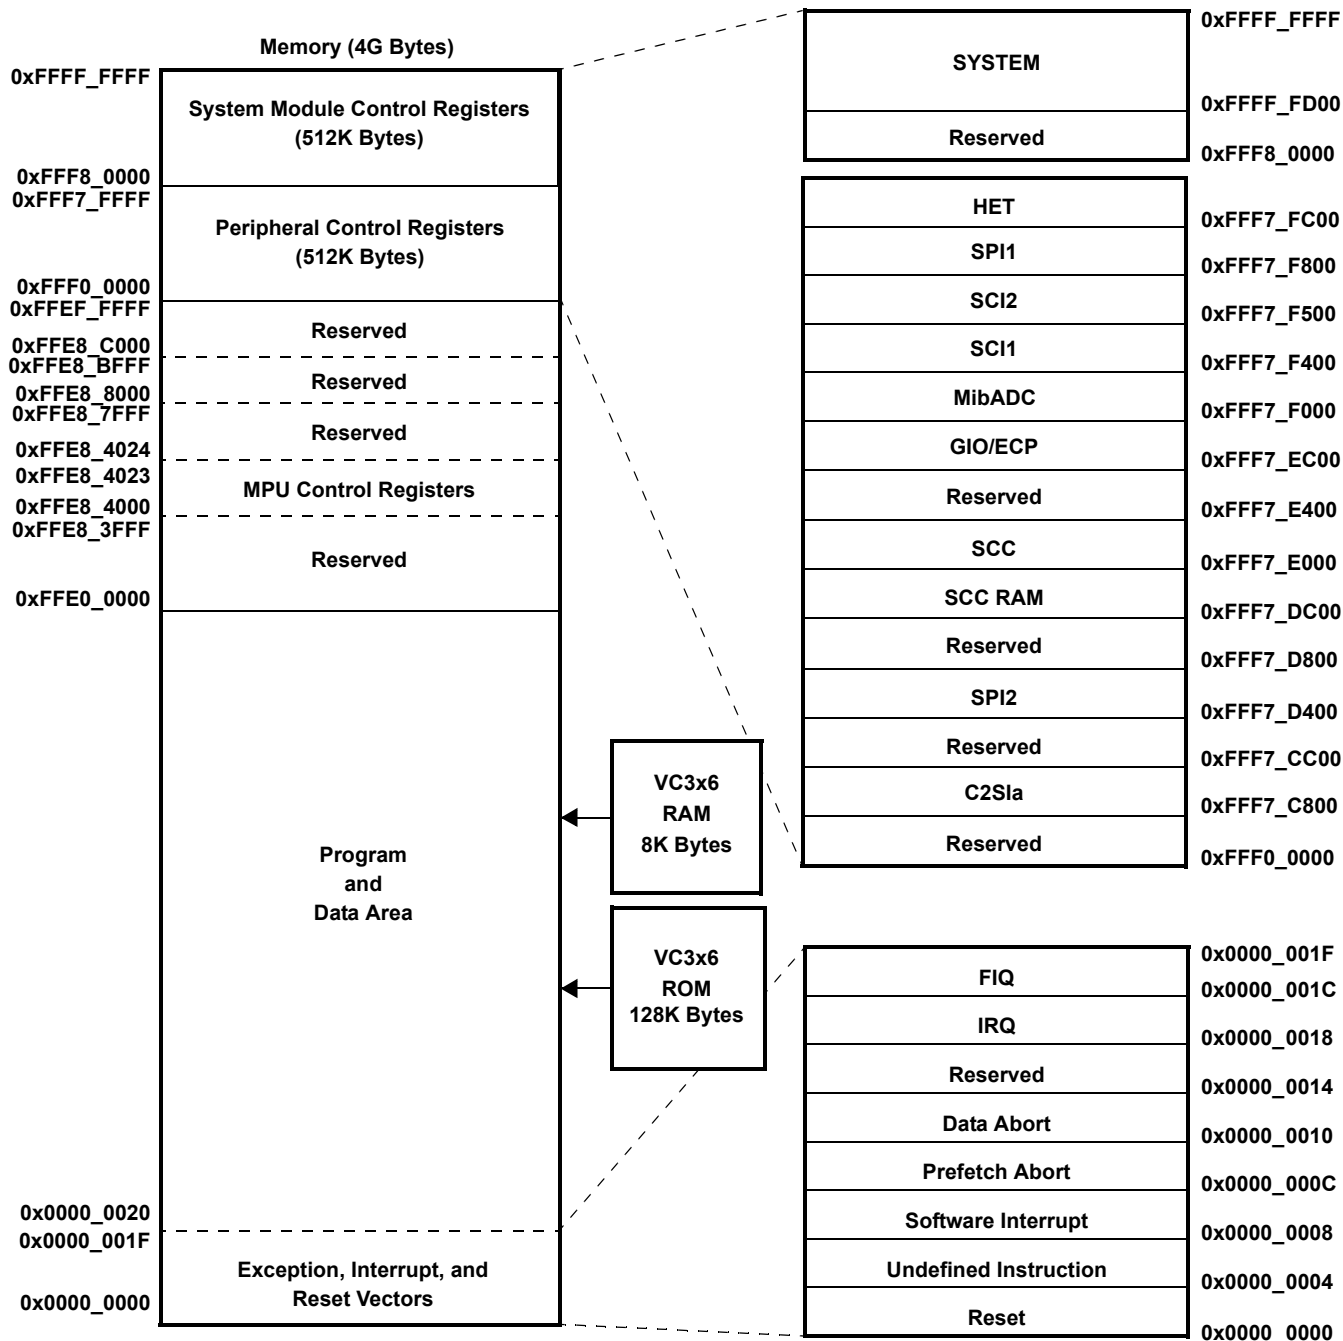 Memory (4G Bytes)
0xFFFF_FFFF
System Module Control Registers
(512K Bytes)
0xFFF8_0000
0xFFF7_FFFF
Peripheral Control Registers
(512K Bytes)
0xFFF0_0000
0xFFEF_FFFF
Reserved
0xFFE8_C000
0xFFE8_BFFF
Reserved
0xFFE8_8000
0xFFE8_7FFF
Reserved
0xFFE8_4024
0xFFE8_4023
MPU Control Registers
0xFFE8_4000
0xFFE8_3FFF
Reserved
0xFFE0_0000
Program
and
Data Area
0x0000_0020
0x0000_001F
Exception, Interrupt, and
Reset Vectors
0x0000_0000
VC3x6
RAM
8K Bytes
VC3x6
ROM
128K Bytes
0xFFFF_FFFF
SYSTEM
0xFFFF_FD00
Reserved
0xFFF8_0000
HET
0xFFF7_FC00
SPI1
0xFFF7_F800
SCI2
0xFFF7_F500
SCI1
0xFFF7_F400
MibADC
0xFFF7_F000
GIO/ECP
0xFFF7_EC00
Reserved
0xFFF7_E400
SCC
0xFFF7_E000
SCC RAM
0xFFF7_DC00
Reserved
0xFFF7_D800
SPI2
0xFFF7_D400
Reserved
0xFFF7_CC00
C2SIa
0xFFF7_C800
Reserved
0xFFF0_0000
0x0000_001F
FIQ
0x0000_001C
IRQ
0x0000_0018
Reserved
0x0000_0014
Data Abort
0x0000_0010
Prefetch Abort
0x0000_000C
Software Interrupt
0x0000_0008
Undefined Instruction
0x0000_0004
Reset
0x0000_0000